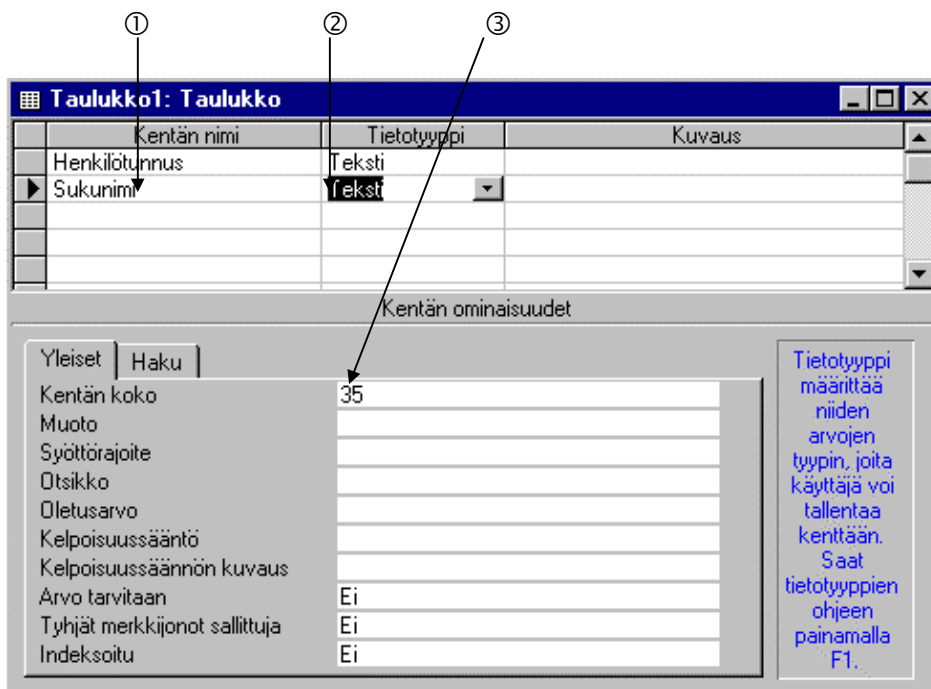 ① ② ③
Taulukko1: Taulukko
Kentän nimi Tietotyyppi Kuvaus
Henkilötunnus Teksti
Sukunimi Teksti
Kentän ominaisuudet
Yleiset Haku
Kentän koko 35
Muoto
Syöttörajoite
Otsikko
Oletusarvo
Kelpoisuussääntö
Kelpoisuussäännön kuvaus
Arvo tarvitaan Ei
Tyhjät merkkijonot sallittuja Ei
Indeksoitu Ei
Tietotyyppi
määrittää
niiden
arvojen
tyypin, joita
käyttäjä voi
tallentaa
kenttään.
Saat
tietotyyppien
ohjeen
painamalla
F1.